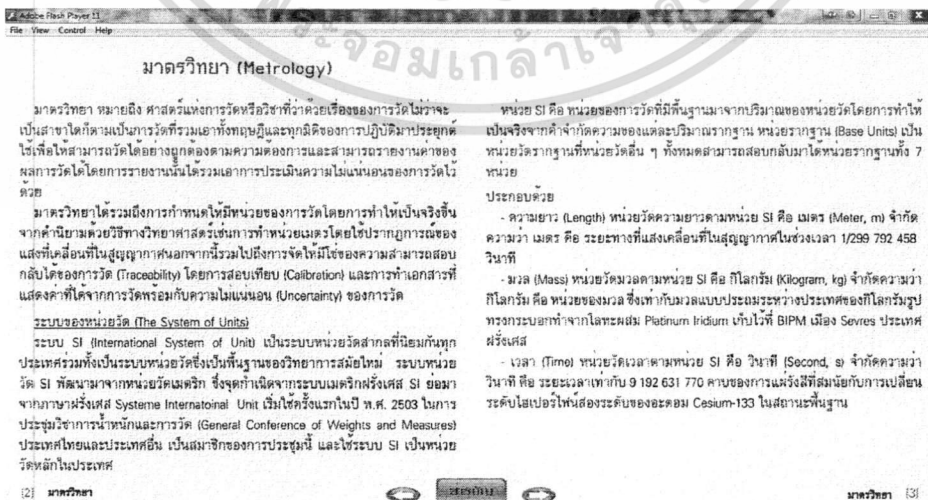 Adobe Flash Player 11
File View Control Help
พระจอมเกล้าเจ้าคุณ
มาตรวิทยา (Metrology)
มาตรวิทยา หมายถึง ศาสตร์แห่งการวัดหรือวิชาที่ว่าด้วยเรื่องของการวัดไม่ว่าจะ
เป็นสาขาใดก็ตามเป็นการวัดที่รวมเอาทั้งทฤษฎีและทุกมิติของการปฏิบัติมาประยุกต์
ใช้เพื่อให้สามารถวัดได้อย่างถูกต้องตามความต้องการและสามารถรายงานค่าของ
ผลการวัดได้โดยการรายงานนั้นได้รวมเอาการประเมินความไม่แน่นอนของการวัดไว้
ด้วย
มาตรวิทยาได้รวมถึงการกำหนดให้มีหน่วยของการวัดโดยการทำให้เป็นจริงขึ้น
จากคำนิยามด้วยวิธีทางวิทยาศาสตร์เช่นการทำหน่วยเมตรโดยใช้ปรากฏการณ์ของ
แสงที่เคลื่อนที่ในสูญญากาศนอกจากนี้รวมไปถึงการจัดให้มีโซ่ของความสามารถสอบ
กลับได้ของการวัด (Traceability) โดยการสอบเทียบ (Calibration) และการทำเอกสารที่
แสดงค่าที่ได้จากการวัดพร้อมกับความไม่แน่นอน (Uncertainty) ของการวัด
ระบบของหน่วยวัด (The System of Units)
ระบบ SI (International System of Unit) เป็นระบบหน่วยวัดสากลที่นิยมกันทุก
ประเทศรวมทั้งเป็นระบบหน่วยวัดซึ่งเป็นพื้นฐานของวิทยาการสมัยใหม่ ระบบหน่วย
วัด SI พัฒนามาจากหน่วยวัดเมตริก ซึ่งจุดกำเนิดจากระบบเมตริกฝรั่งเศส SI ย่อมา
จากภาษาฝรั่งเศส Systeme Internatoinal Unit เริ่มใช้ครั้งแรกในปี พ.ศ. 2503 ในการ
ประชุมวิชาการน้ำหนักและการวัด (General Conference of Weights and Measures)
ประเทศไทยและประเทศอื่น เป็นสมาชิกของการประชุมนี้ และใช้ระบบ SI เป็นหน่วย
วัดหลักในประเทศ
[2] มาตรวิทยา
สารบัญ
หน่วย SI คือ หน่วยของการวัดที่มีพื้นฐานมาจากปริมาณของหน่วยวัดโดยการทำให้
เป็นจริงจากคำจำกัดความของแต่ละปริมาณรากฐาน หน่วยรากฐาน (Base Units) เป็น
หน่วยวัดรากฐานที่หน่วยวัดอื่น ๆ ทั้งหมดสามารถสอบกลับมาได้หน่วยรากฐานทั้ง 7
หน่วย
ประกอบด้วย
- ความยาว (Length) หน่วยวัดความยาวตามหน่วย SI คือ เมตร (Meter, m) จำกัด
ความว่า เมตร คือ ระยะทางที่แสงเคลื่อนที่ในสุญญากาศในช่วงเวลา 1/299 792 458
วินาที
- มวล (Mass) หน่วยวัดมวลตามหน่วย SI คือ กิโลกรัม (Kilogram, kg) จำกัดความว่า
กิโลกรัม คือ หน่วยของมวล ซึ่งเท่ากับมวลแบบประถมระหว่างประเทศของกิโลกรัมรูป
ทรงกระบอกทำจากโลหะผสม Platinum Iridium เก็บไว้ที่ BIPM เมือง Sevres ประเทศ
ฝรั่งเศส
- เวลา (Time) หน่วยวัดเวลาตามหน่วย SI คือ วินาที (Second, s) จำกัดความว่า
วินาที คือ ระยะเวลาเท่ากับ 9 192 631 770 คาบของการแผ่รังสีที่สมนัยกับการเปลี่ยน
ระดับไฮเปอร์ไฟน์สองระดับของอะตอม Cesium-133 ในสถานะพื้นฐาน
มาตรวิทยา [3]